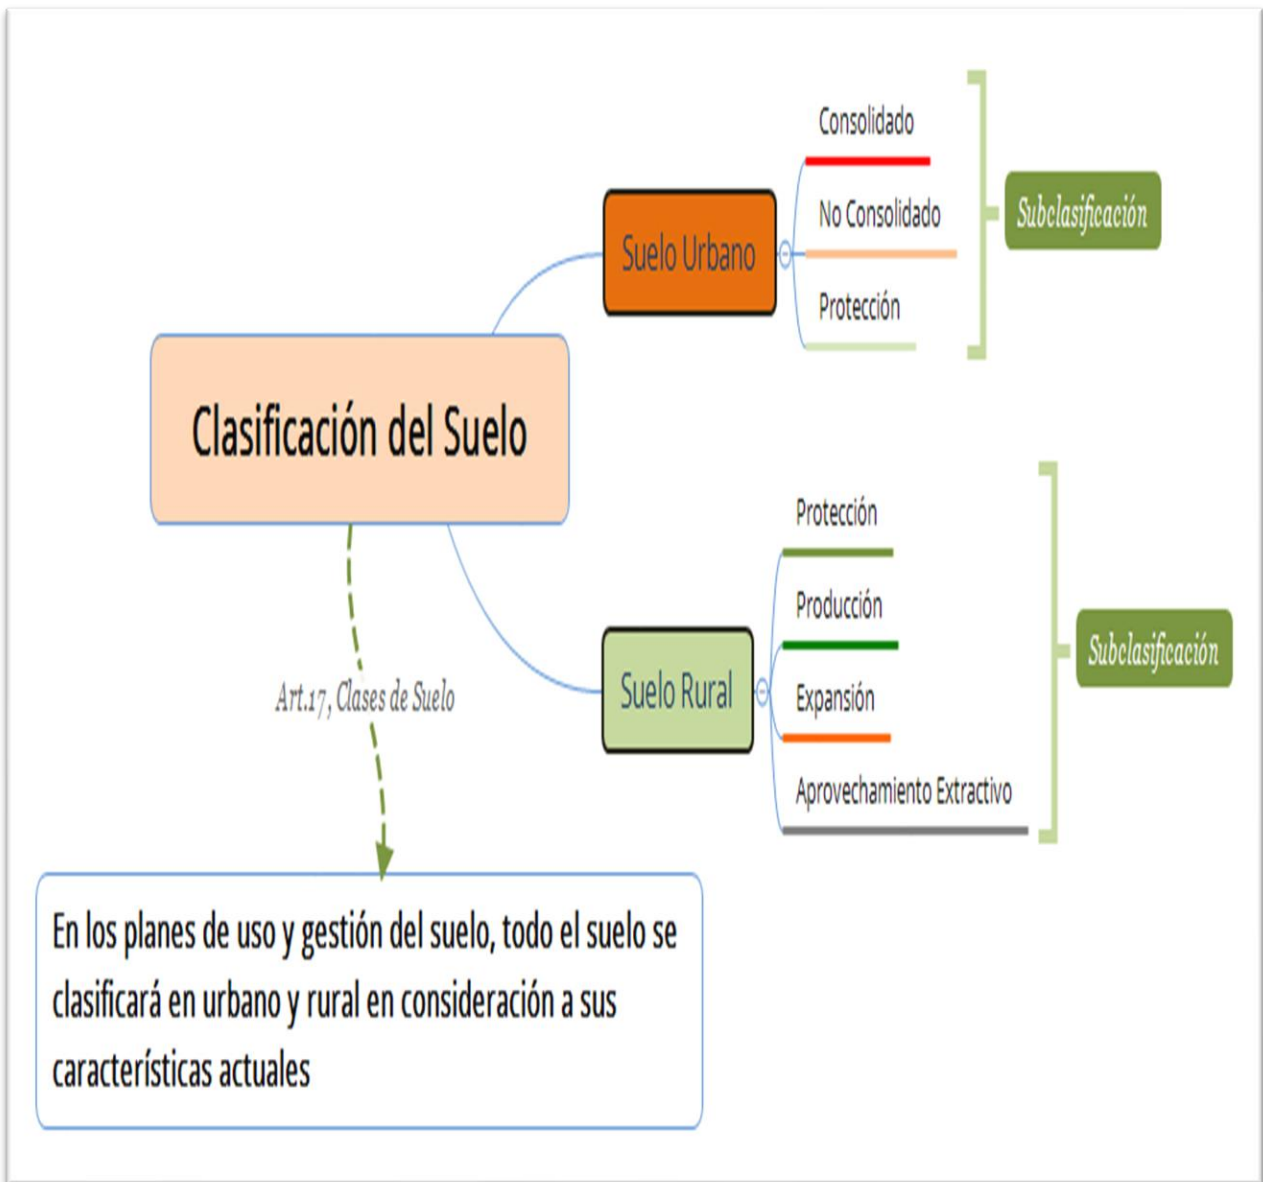 Clasificación del Suelo
Suelo Urbano
Consolidado
No Consolidado
Protección
Subclasificación
Suelo Rural
Protección
Producción
Expansión
Aprovechamiento Extractivo
Subclasificación
Art.17, Clases de Suelo
En los planes de uso y gestión del suelo, todo el suelo se
clasificará en urbano y rural en consideración a sus
características actuales